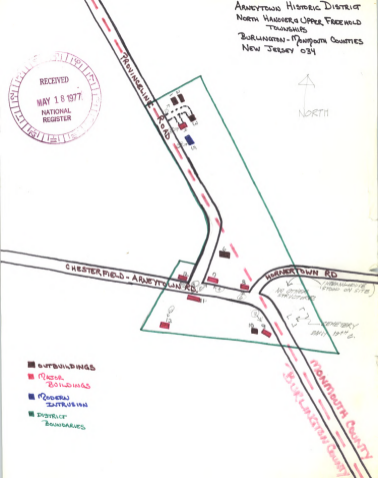 ARNEYTOWN HISTORIC DISTRICT
NORTH HANOVER & UPPER FREEHOLD
TOWNSHIPS
BURLINGTON - MONMOUTH COUNTIES
NEW JERSEY 034
RECEIVED
MAY 18 1977
NATIONAL
REGISTER
PROVINCELINE ROAD
NORTH
CHESTERFIELD - ARNEYTOWN RD.
HORNERTOWN RD
CEMETERY
OUTBUILDINGS
MAJOR
BUILDINGS
MODERN
INTRUSION
DISTRICT
BOUNDARIES
MONMOUTH COUNTY
BURLINGTON COUNTY